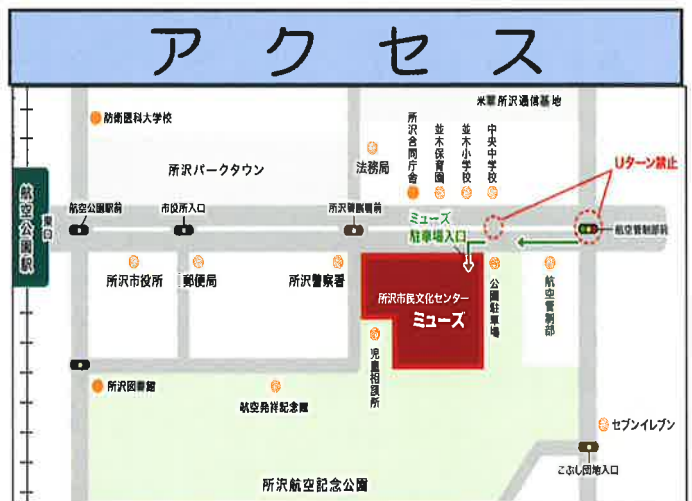 アクセス
米軍所沢通信基地
防衛医科大学校
所沢パークタウン
法務局
所沢合同庁舎
並木保育園
並木小学校
中央中学校
Uターン禁止
航空公園駅
東口
航空公園駅前
市役所入口
所沢警察署前
ミューズ
駐車場入口
航空管制部前
所沢市役所
郵便局
所沢警察署
所沢市民文化センター
ミューズ
公園駐車場
航空管制部
児童相談所
所沢図書館
航空発祥記念館
セブンイレブン
こぶし団地入口
所沢航空記念公園